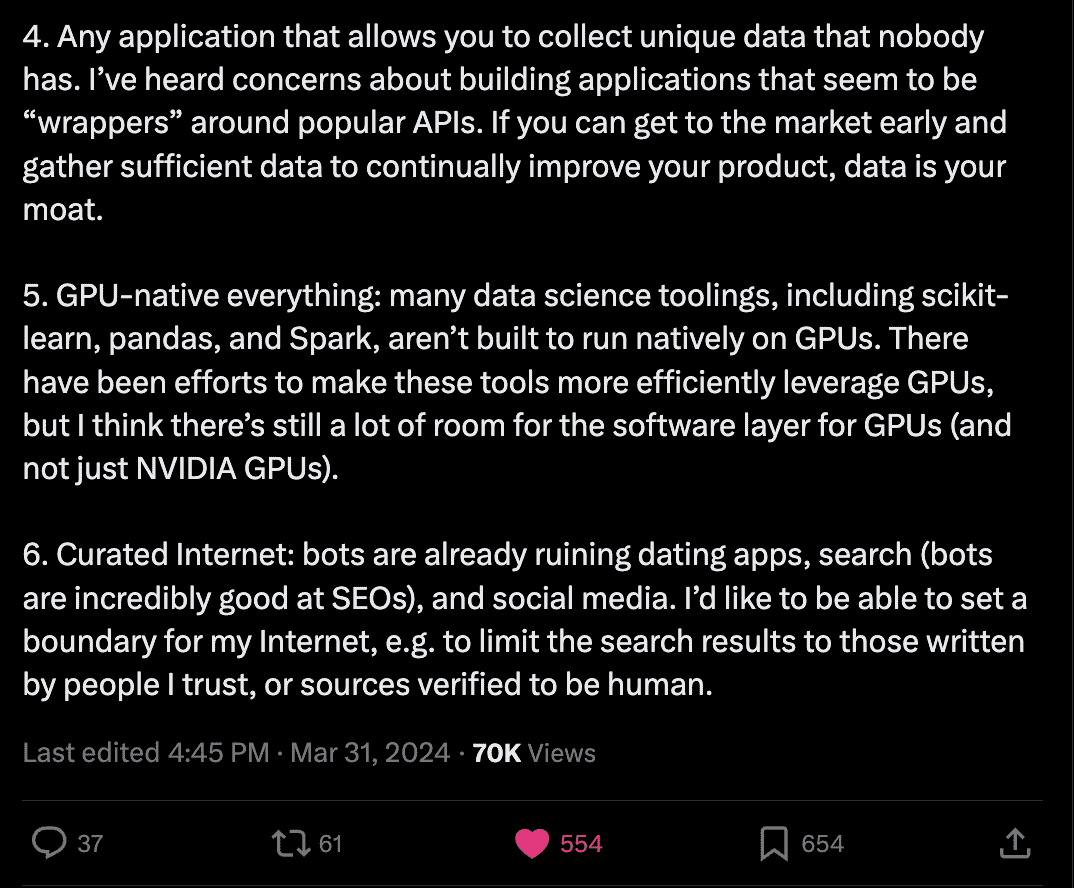 4. Any application that allows you to collect unique data that nobody
has. I’ve heard concerns about building applications that seem to be
“wrappers” around popular APIs. If you can get to the market early and
gather sufficient data to continually improve your product, data is your
moat.
5. GPU-native everything: many data science toolings, including scikit-
learn, pandas, and Spark, aren’t built to run natively on GPUs. There
have been efforts to make these tools more efficiently leverage GPUs,
but I think there’s still a lot of room for the software layer for GPUs (and
not just NVIDIA GPUs).
6. Curated Internet: bots are already ruining dating apps, search (bots
are incredibly good at SEOs), and social media. I’d like to be able to set a
boundary for my Internet, e.g. to limit the search results to those written
by people I trust, or sources verified to be human.
Last edited 4:45 PM · Mar 31, 2024 · 70K Views
37 61 554 654